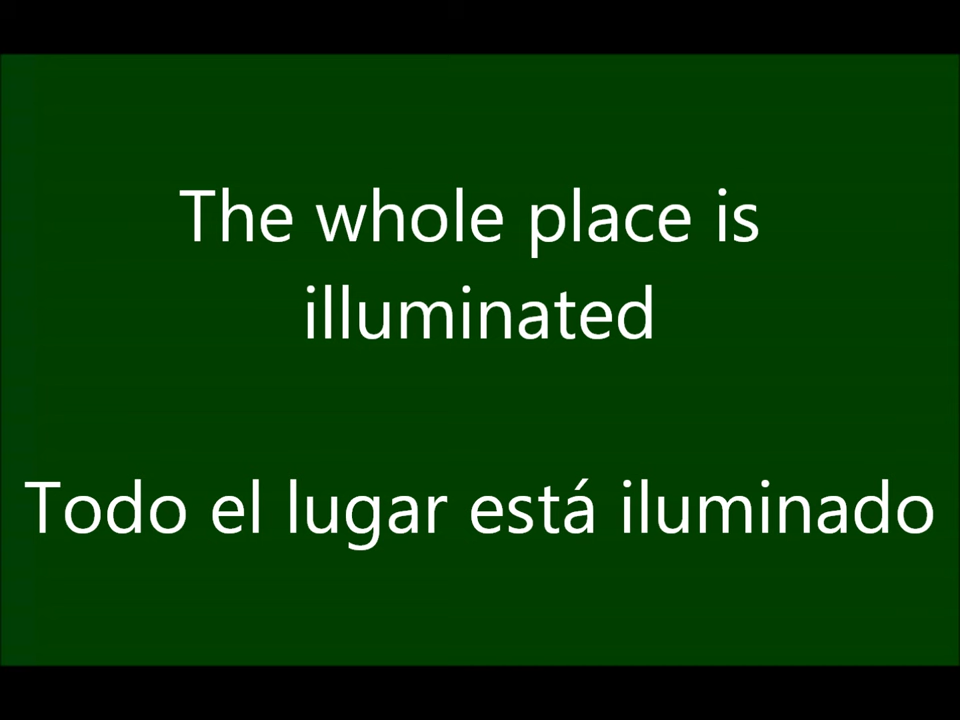 The whole place is
illuminated
Todo el lugar está iluminado